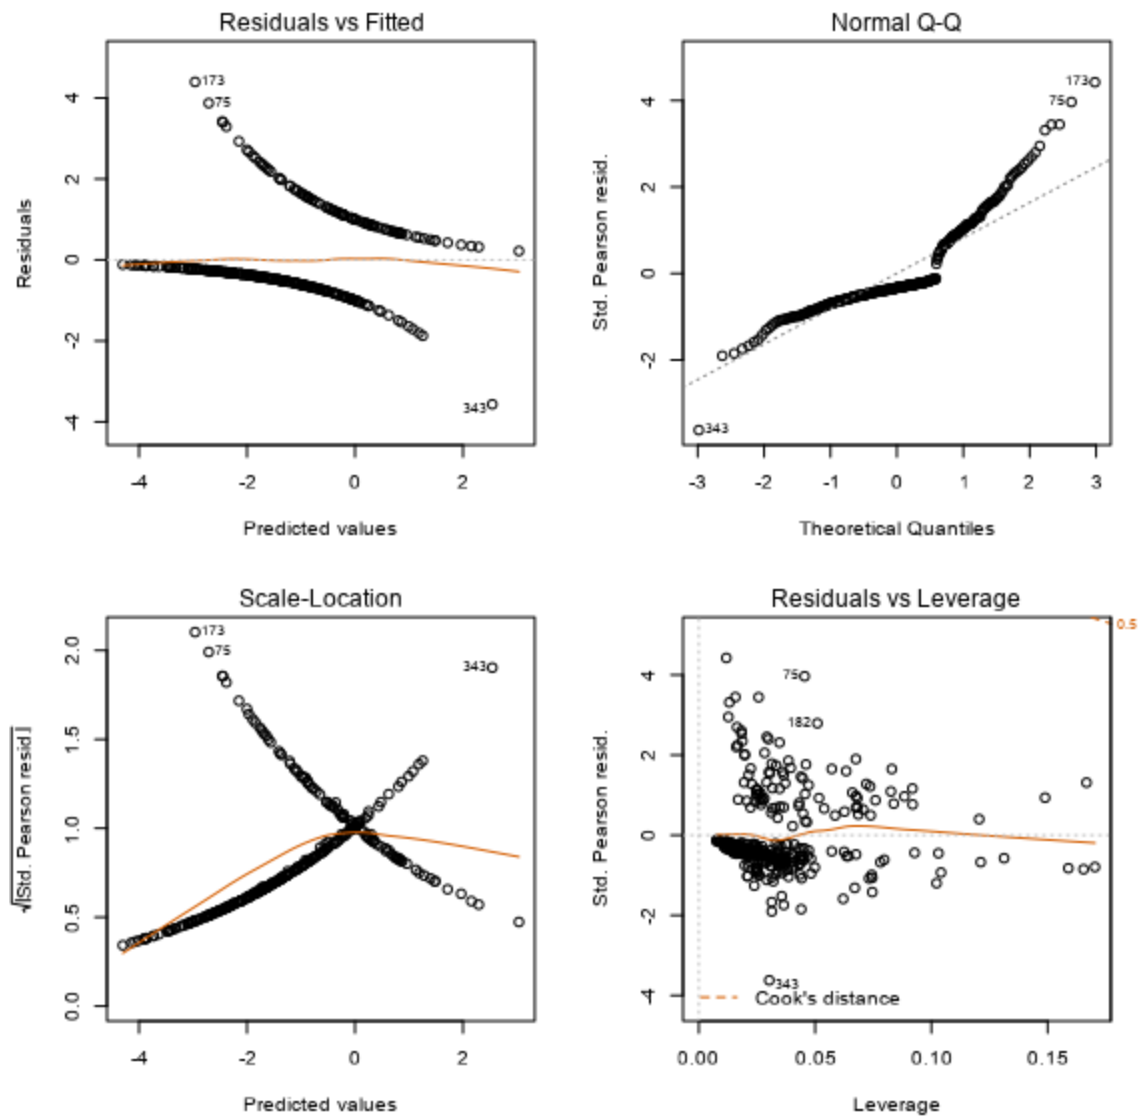 Residuals vs Fitted
Residuals
4
2
0
-2
-4
173
75
343
-4 -2 0 2
Predicted values
Normal Q-Q
Std. Pearson resid.
4
2
0
-2
173
75
343
-3 -2 -1 0 1 2 3
Theoretical Quantiles
Scale-Location
√|Std. Pearson resid.|
2.0
1.5
1.0
0.5
0.0
173
75
343
-4 -2 0 2
Predicted values
Residuals vs Leverage
Std. Pearson resid.
4
2
0
-2
-4
0.5
75
182
343
Cook's distance
0.00 0.05 0.10 0.15
Leverage